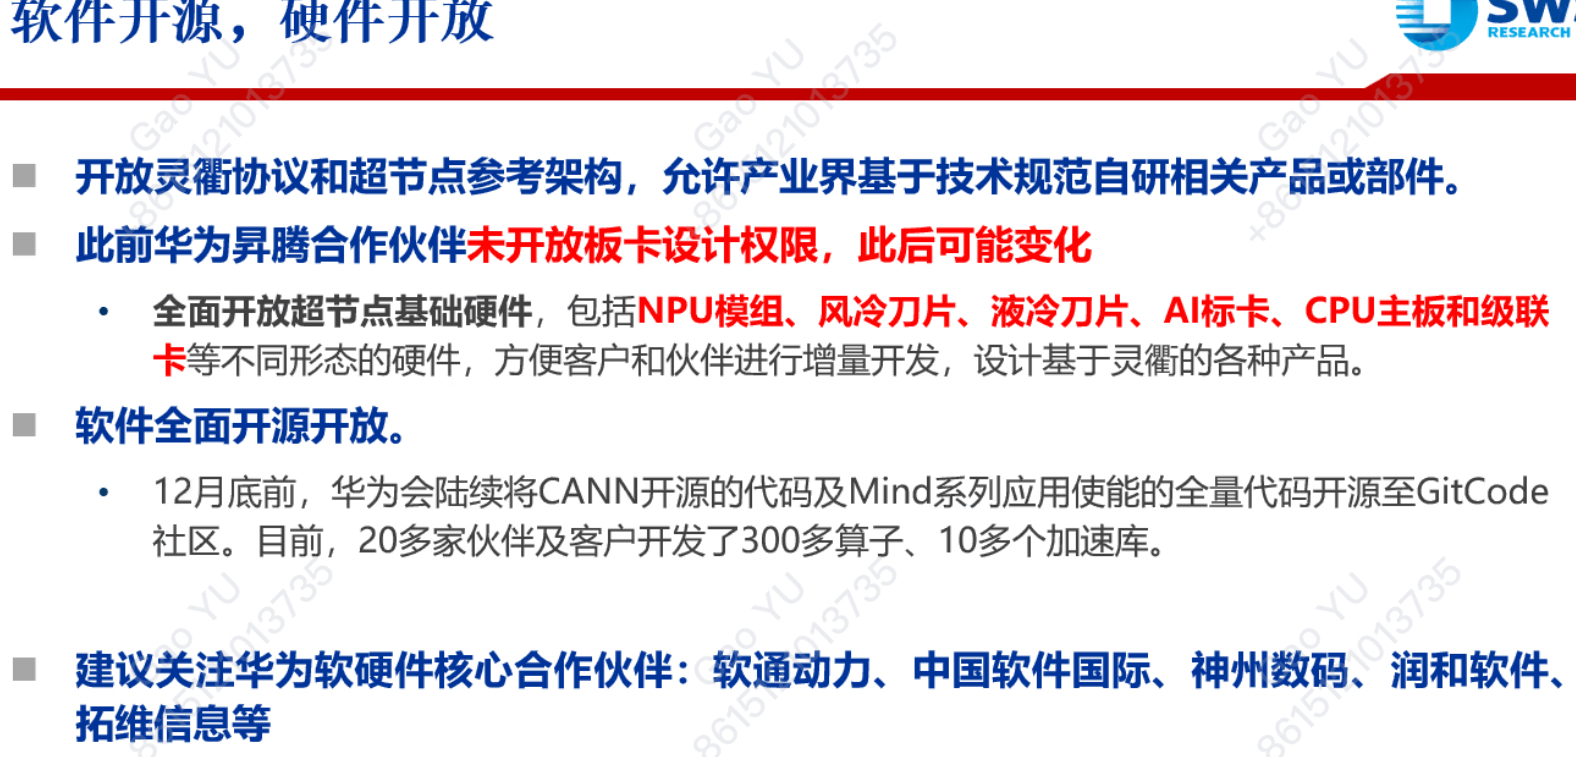 软件开源，硬件开放
RESEARCH
■ 开放灵衢协议和超节点参考架构，允许产业界基于技术规范自研相关产品或部件。
■ 此前华为昇腾合作伙伴未开放板卡设计权限，此后可能变化
• 全面开放超节点基础硬件，包括NPU模组、风冷刀片、液冷刀片、AI标卡、CPU主板和级联
卡等不同形态的硬件，方便客户和伙伴进行增量开发，设计基于灵衢的各种产品。
■ 软件全面开源开放。
• 12月底前，华为会陆续将CANN开源的代码及Mind系列应用使能的全量代码开源至GitCode
社区。目前，20多家伙伴及客户开发了300多算子、10多个加速库。
■ 建议关注华为软硬件核心合作伙伴：软通动力、中国软件国际、神州数码、润和软件、
拓维信息等